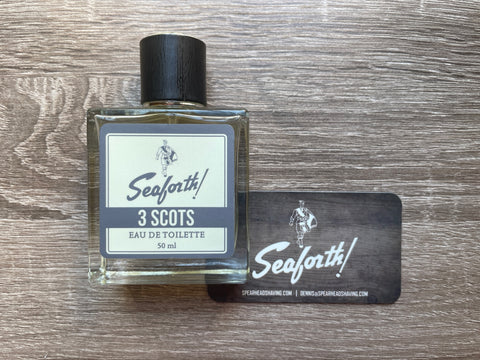 Seaforth!
3 SCOTS
EAU DE TOILETTE
50 ml
Seaforth!
SPEARHEADSHAVING.COM | DENNIS@SPEARHEADSHAVING.COM